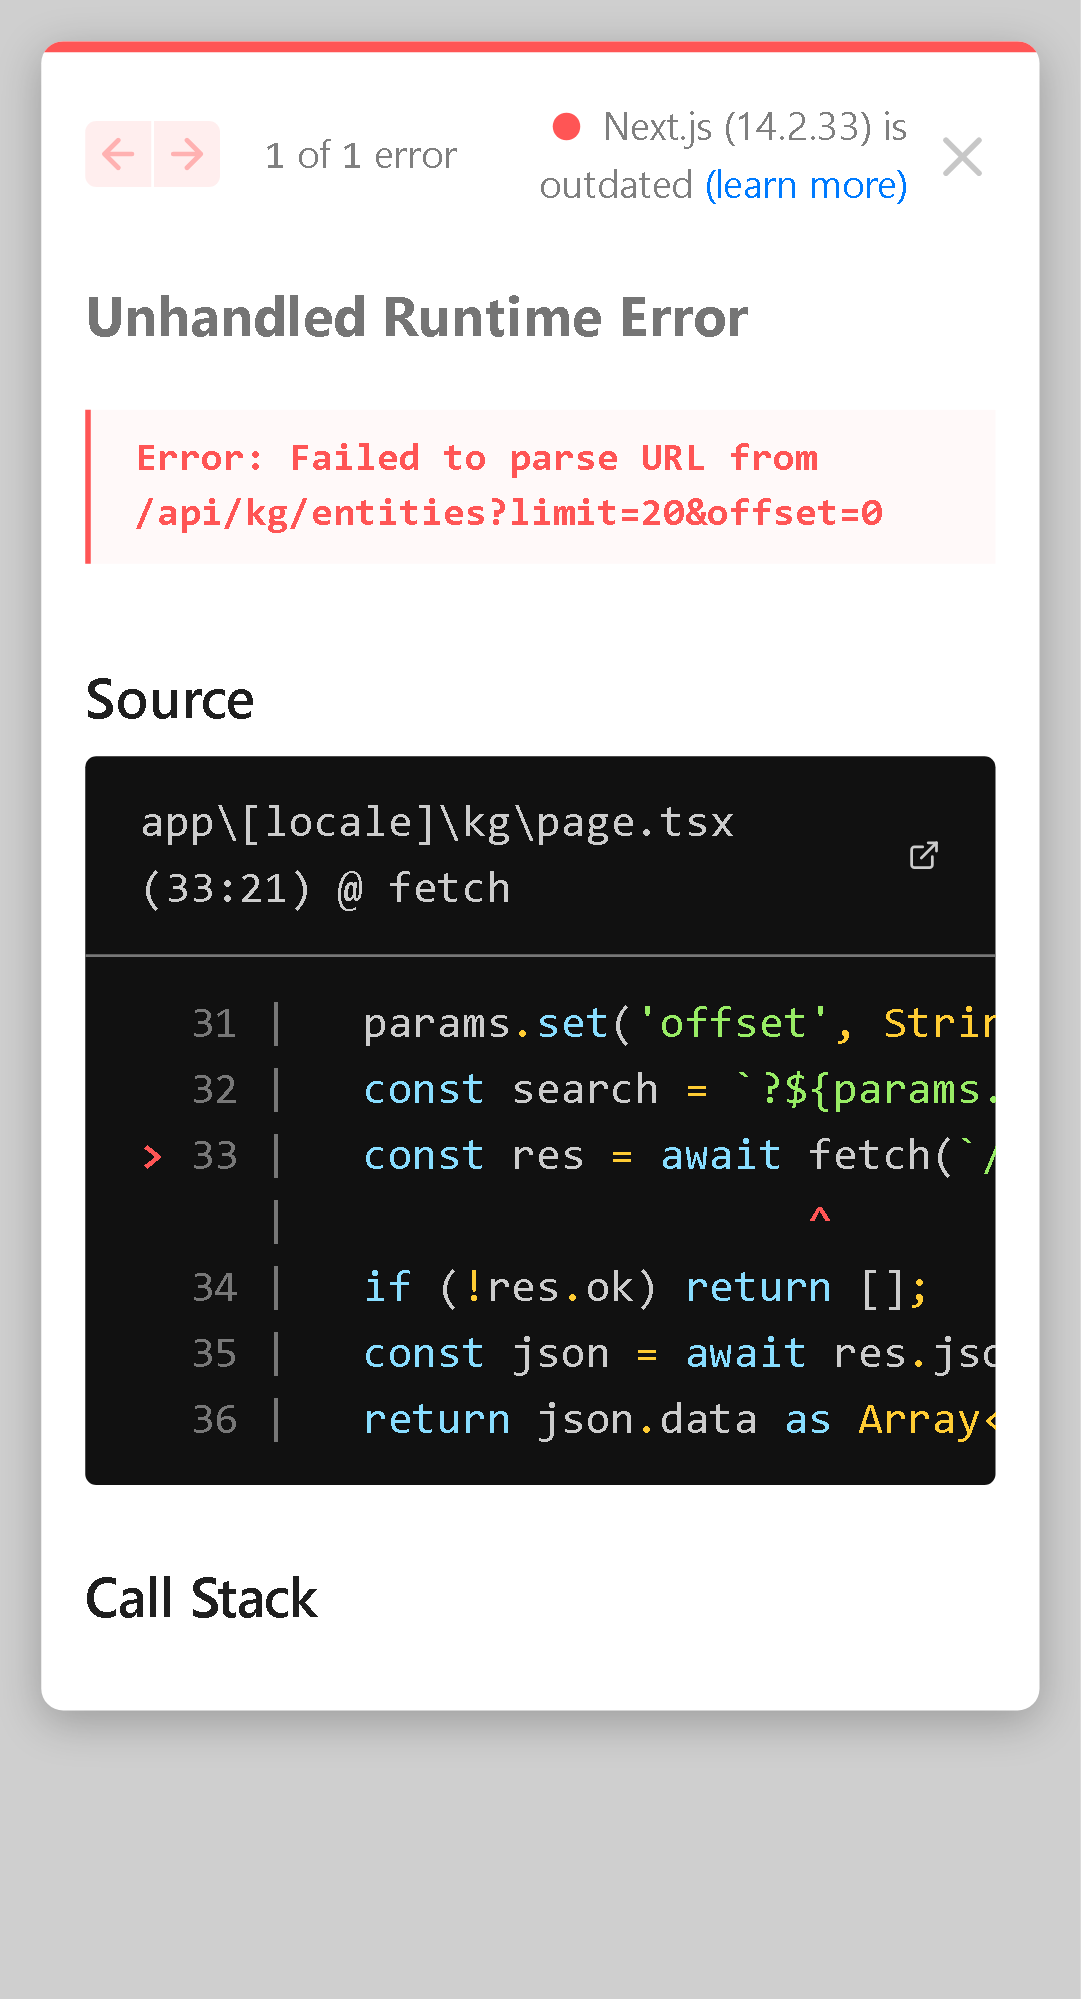 1 of 1 error
Next.js (14.2.33) is
outdated (learn more)
Unhandled Runtime Error
Error: Failed to parse URL from
/api/kg/entities?limit=20&offset=0
Source
app\[locale]\kg\page.tsx
(33:21) @ fetch
31 | params.set('offset', Strin
32 | const search = `?${params.
> 33 | const res = await fetch(`/
| ^
34 | if (!res.ok) return [];
35 | const json = await res.jso
36 | return json.data as Array<
Call Stack